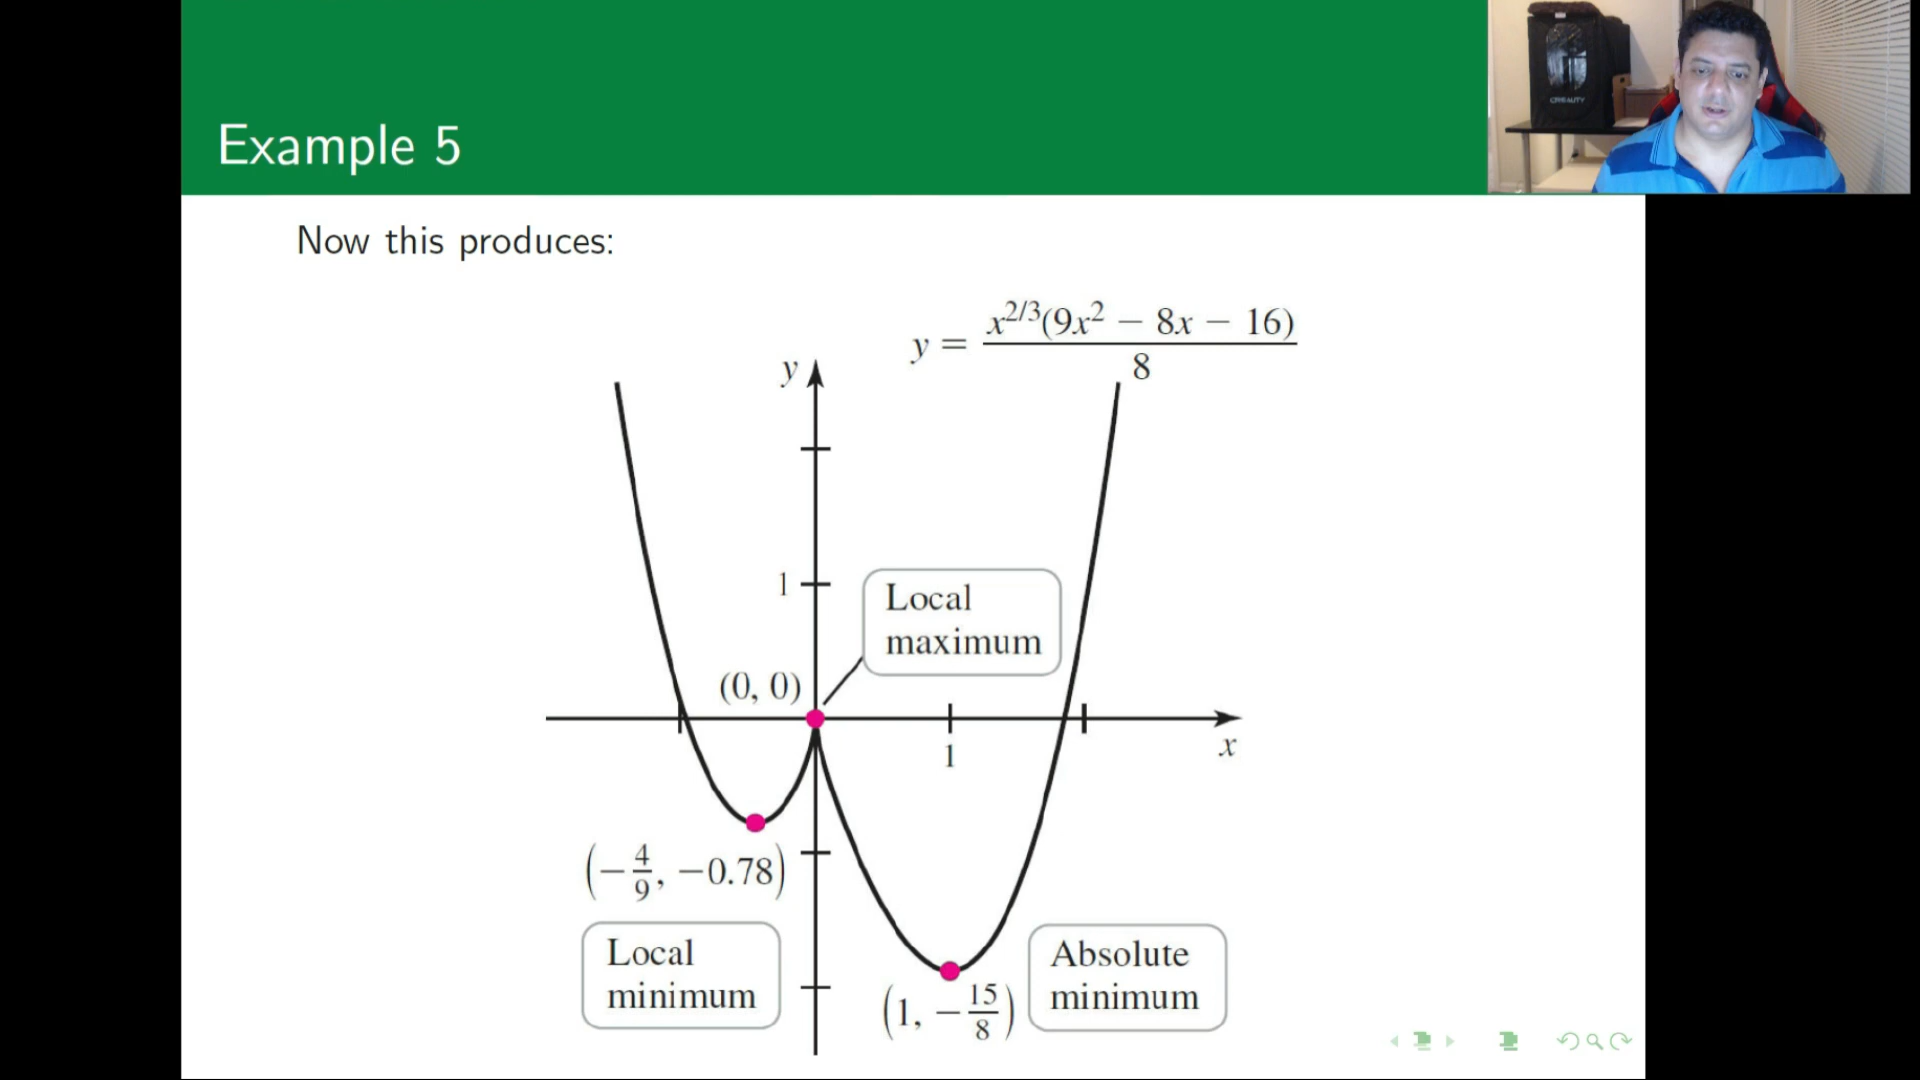 Example 5
CREALITY
Now this produces:
y = x^{2/3}(9x^2 − 8x − 16) / 8
y
1
Local
maximum
(0, 0)
1
x
(−4/9, −0.78)
Local
minimum
Absolute
minimum
(1, −15/8)